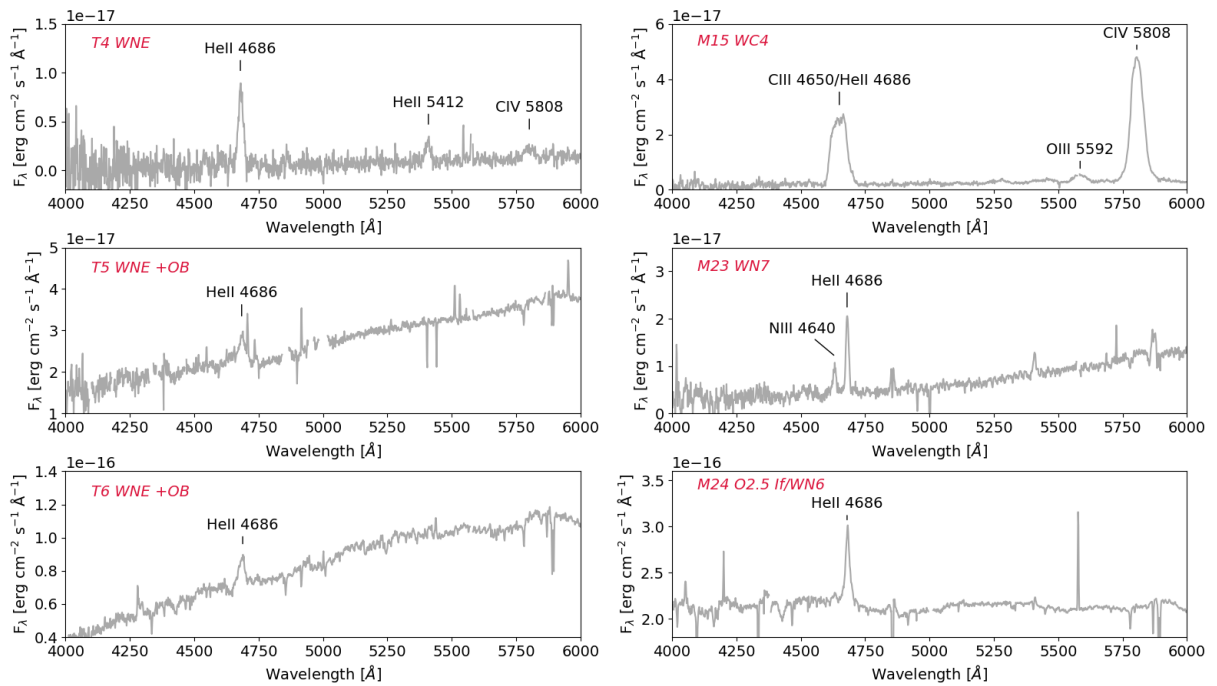 1e−17
T4 WNE
HeII 4686
HeII 5412
CIV 5808
1.5
1.0
0.5
0.0
Fλ [erg cm−2 s−1 Å−1]
4000 4250 4500 4750 5000 5250 5500 5750 6000
Wavelength [Å]
1e−17
M15 WC4
CIV 5808
CIII 4650/HeII 4686
OIII 5592
6
4
2
0
Fλ [erg cm−2 s−1 Å−1]
4000 4250 4500 4750 5000 5250 5500 5750 6000
Wavelength [Å]
1e−17
T5 WNE +OB
HeII 4686
5
4
3
2
1
Fλ [erg cm−2 s−1 Å−1]
4000 4250 4500 4750 5000 5250 5500 5750 6000
Wavelength [Å]
1e−17
M23 WN7
HeII 4686
NIII 4640
3
2
1
0
Fλ [erg cm−2 s−1 Å−1]
4000 4250 4500 4750 5000 5250 5500 5750 6000
Wavelength [Å]
1e−16
T6 WNE +OB
HeII 4686
1.4
1.2
1.0
0.8
0.6
0.4
Fλ [erg cm−2 s−1 Å−1]
4000 4250 4500 4750 5000 5250 5500 5750 6000
Wavelength [Å]
1e−16
M24 O2.5 If/WN6
HeII 4686
3.5
3.0
2.5
2.0
Fλ [erg cm−2 s−1 Å−1]
4000 4250 4500 4750 5000 5250 5500 5750 6000
Wavelength [Å]